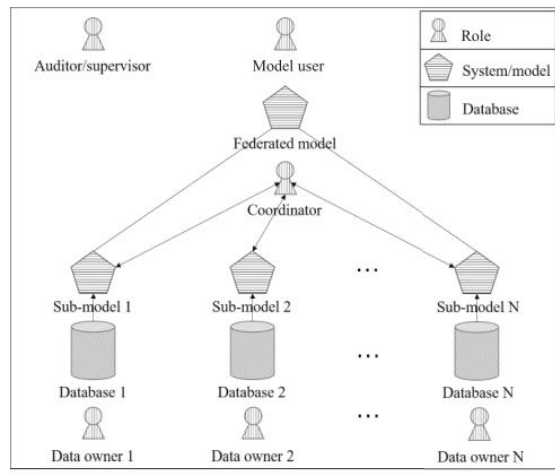 Auditor/supervisor
Model user
Role
System/model
Database
Federated model
Coordinator
Sub-model 1
Sub-model 2
Sub-model N
Database 1
Database 2
Database N
Data owner 1
Data owner 2
Data owner N